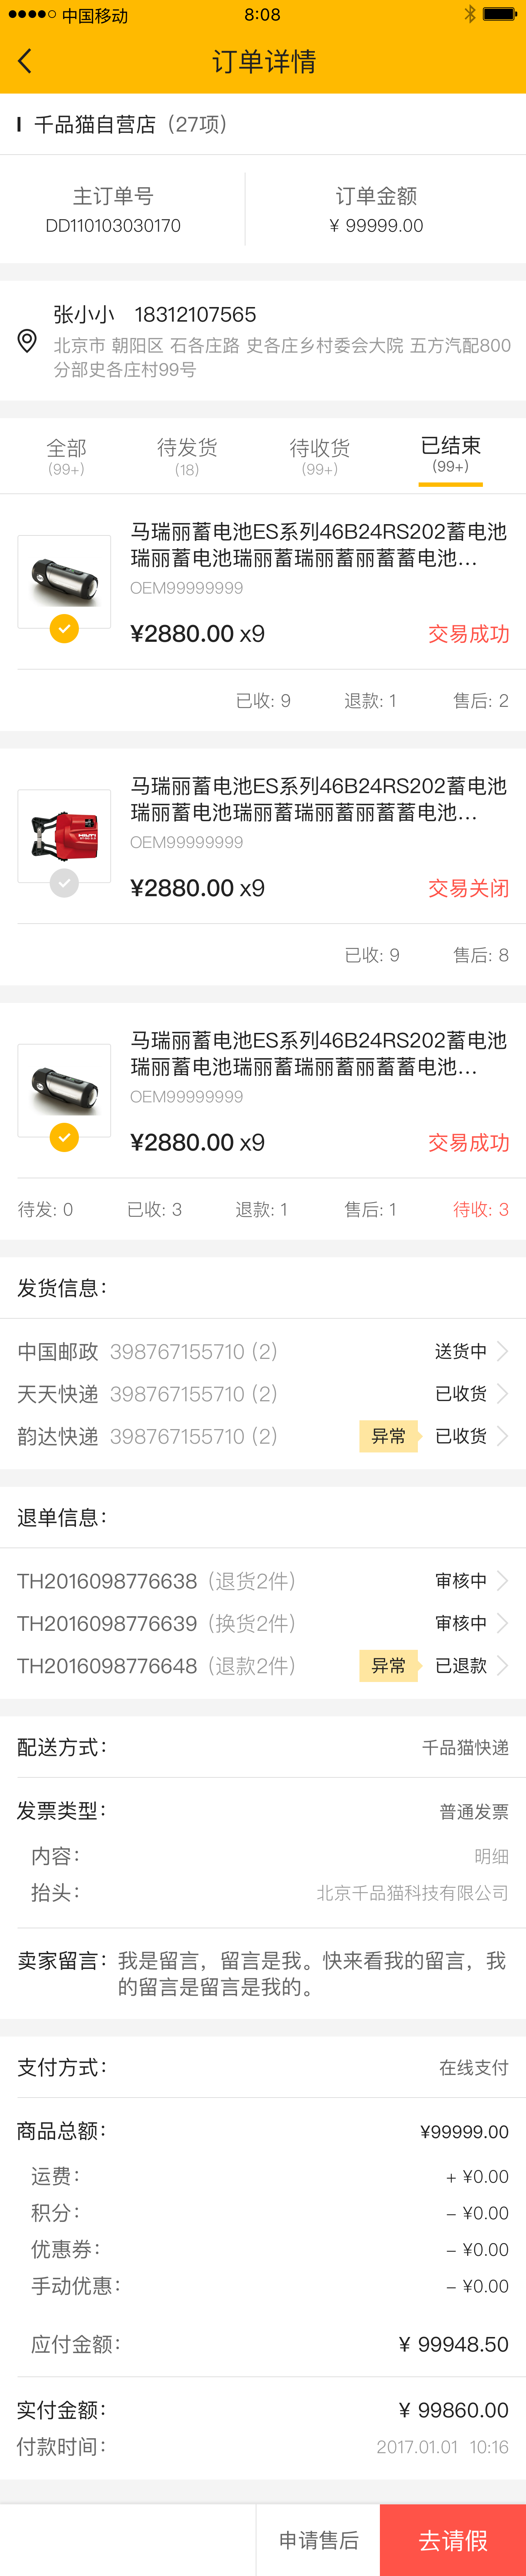 中国移动 8:08
订单详情
千品猫自营店（27项）
主订单号 订单金额
DD110103030170 ¥ 99999.00
张小小 18312107565
北京市 朝阳区 石各庄路 史各庄乡村委会大院 五方汽配800
分部史各庄村99号
全部 待发货 待收货 已结束
(99+) (18) (99+) (99+)
马瑞丽蓄电池ES系列46B24RS202蓄电池
瑞丽蓄电池瑞丽蓄瑞丽蓄丽蓄蓄电池...
OEM99999999
¥2880.00 x9 交易成功
已收: 9 退款: 1 售后: 2
马瑞丽蓄电池ES系列46B24RS202蓄电池
瑞丽蓄电池瑞丽蓄瑞丽蓄丽蓄蓄电池...
OEM99999999
¥2880.00 x9 交易关闭
已收: 9 售后: 8
马瑞丽蓄电池ES系列46B24RS202蓄电池
瑞丽蓄电池瑞丽蓄瑞丽蓄丽蓄蓄电池...
OEM99999999
¥2880.00 x9 交易成功
待发: 0 已收: 3 退款: 1 售后: 1 待收: 3
发货信息：
中国邮政 398767155710 (2) 送货中
天天快递 398767155710 (2) 已收货
韵达快递 398767155710 (2) 异常 已收货
退单信息：
TH2016098776638（退货2件） 审核中
TH2016098776639（换货2件） 审核中
TH2016098776648（退款2件） 异常 已退款
配送方式： 千品猫快递
发票类型： 普通发票
内容： 明细
抬头： 北京千品猫科技有限公司
卖家留言：我是留言，留言是我。快来看我的留言，我
的留言是留言是我的。
支付方式： 在线支付
商品总额： ¥99999.00
运费： + ¥0.00
积分： – ¥0.00
优惠券： – ¥0.00
手动优惠： – ¥0.00
应付金额： ¥ 99948.50
实付金额： ¥ 99860.00
付款时间： 2017.01.01 10:16
申请售后 去请假